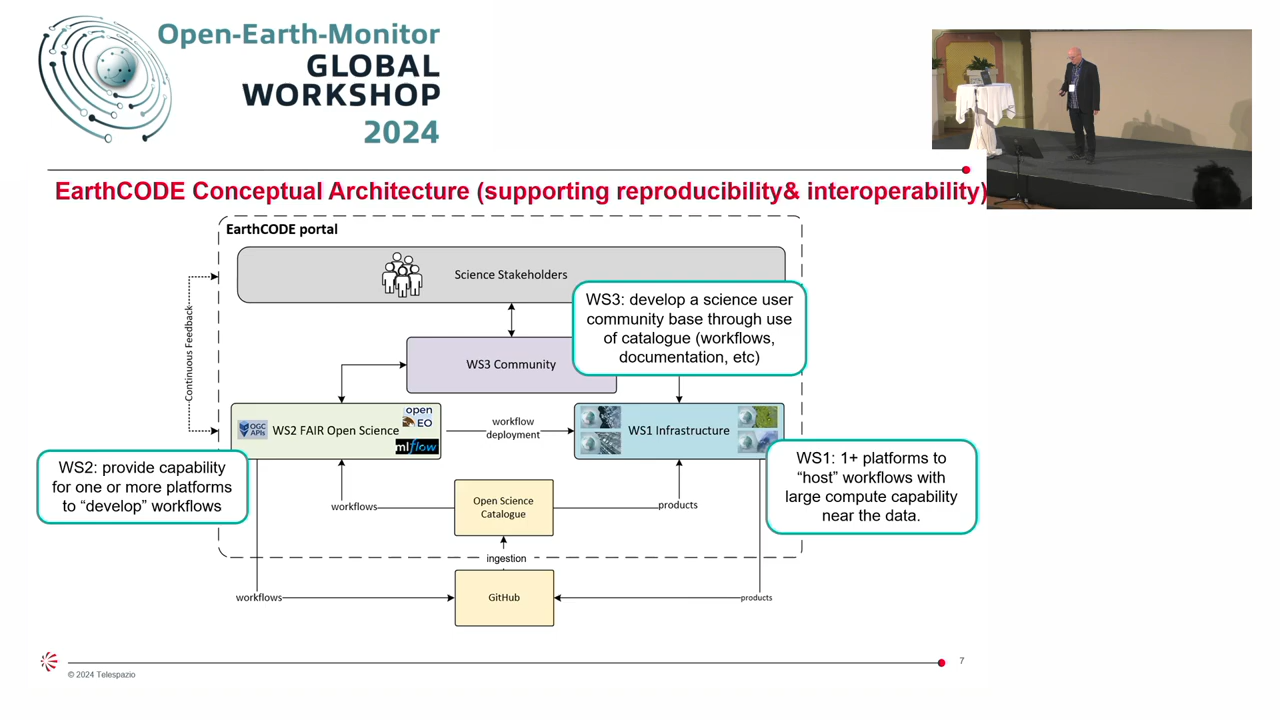 Open-Earth-Monitor
GLOBAL
WORKSHOP
2024
EarthCODE Conceptual Architecture (supporting reproducibility& interoperability)
EarthCODE portal
Science Stakeholders
WS3: develop a science user
community base through use
of catalogue (workflows,
documentation, etc)
Continuous Feedback
WS3 Community
OGC
APIs
WS2 FAIR Open Science
open
EO
mlflow
workflow
deployment
WS1 Infrastructure
WS2: provide capability
for one or more platforms
to “develop” workflows
WS1: 1+ platforms to
“host” workflows with
large compute capability
near the data.
workflows
Open Science
Catalogue
products
ingestion
workflows
GitHub
products
7
© 2024 Telespazio